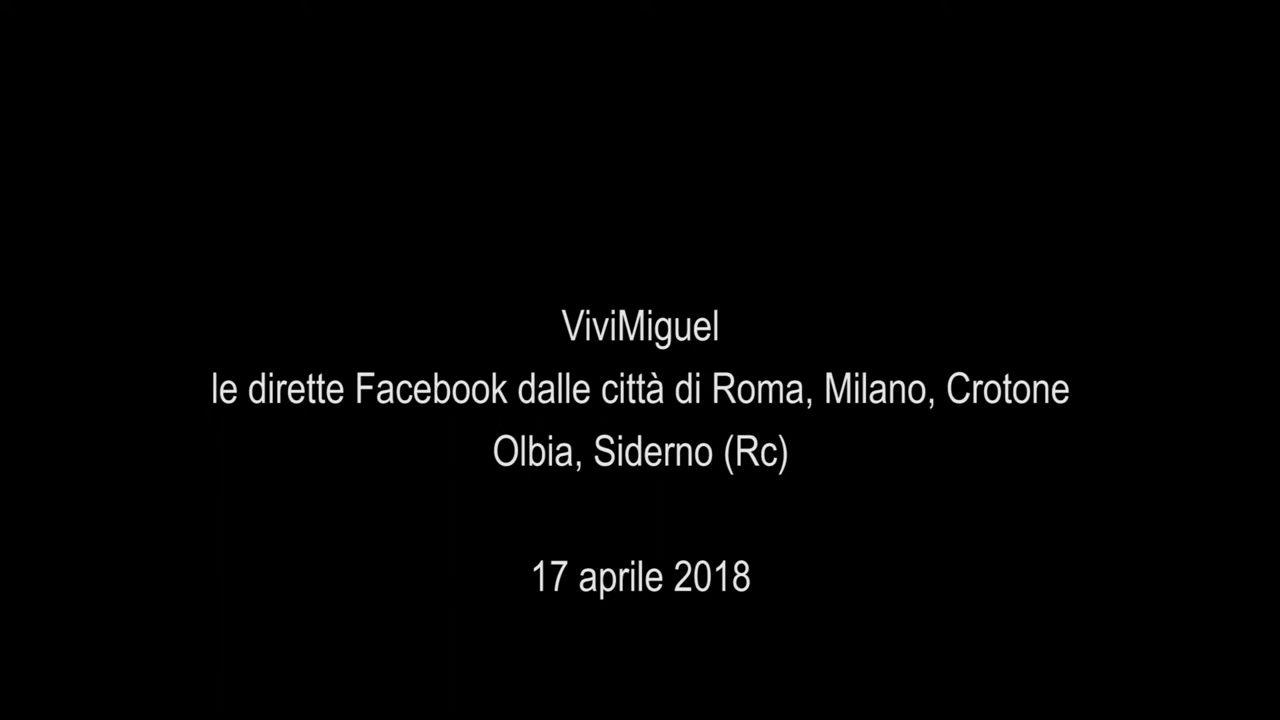 ViviMiguel
le dirette Facebook dalle città di Roma, Milano, Crotone
Olbia, Siderno (Rc)
17 aprile 2018